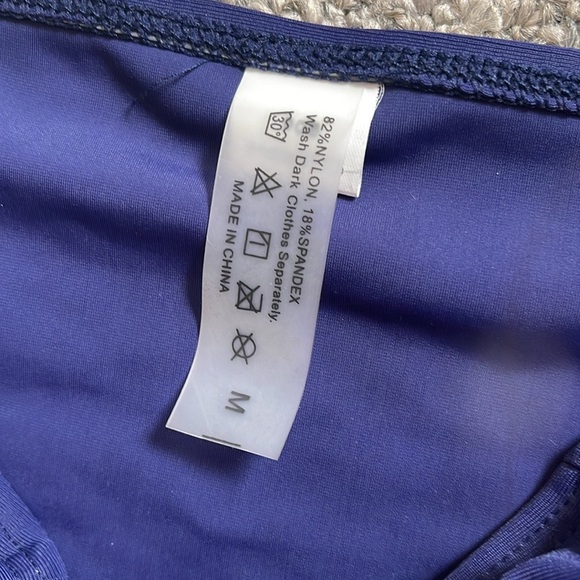 82%NYLON, 18%SPANDEX
Wash Dark Clothes Separately.
30°
MADE IN CHINA
M